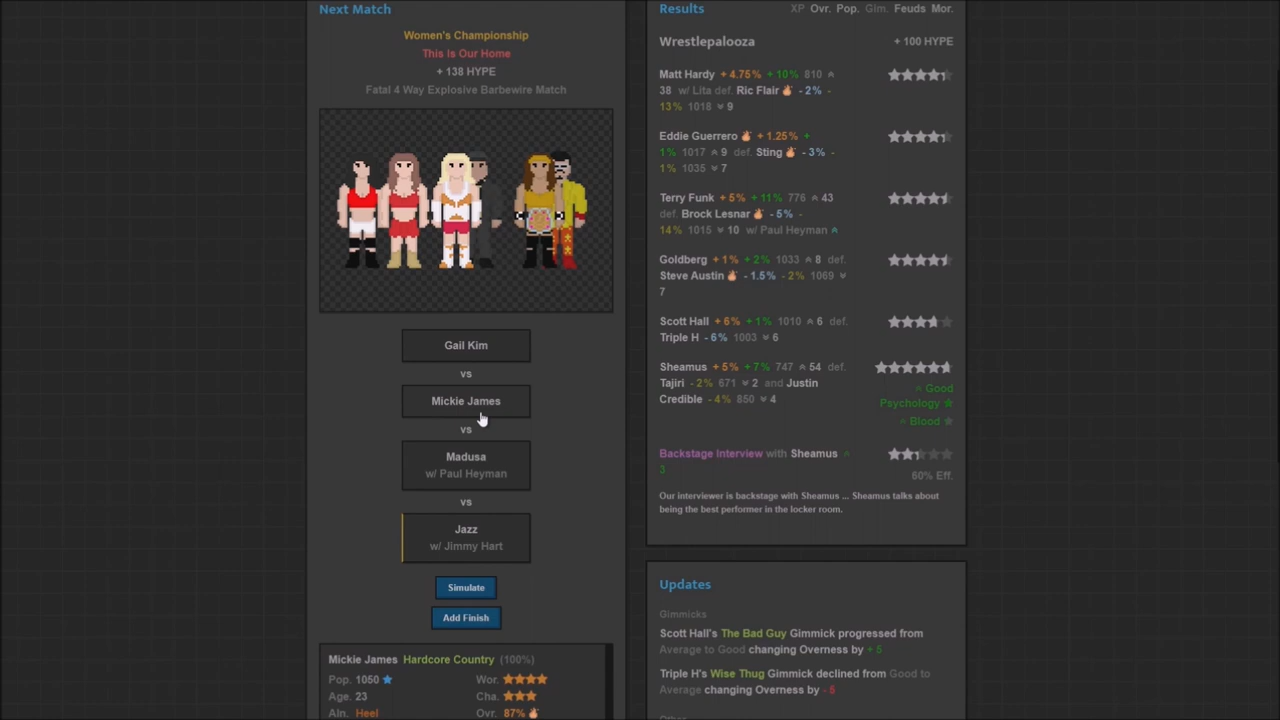 Next Match
Women's Championship
This Is Our Home
+ 138 HYPE
Fatal 4 Way Explosive Barbewire Match
Gail Kim
vs
Mickie James
vs
Madusa
w/ Paul Heyman
vs
Jazz
w/ Jimmy Hart
Simulate
Add Finish
Mickie James Hardcore Country (100%)
Pop. 1050
Wor.
Age. 23
Cha.
Aln. Heel
Ovr. 87%
Results
XP Ovr. Pop. Gim. Feuds Mor.
Wrestlepalooza
+ 100 HYPE
Matt Hardy + 4.75% + 10% 810
38 w/ Lita def. Ric Flair - 2% -
13% 1018 9
Eddie Guerrero + 1.25% +
1% 1017 9 def. Sting - 3% -
1% 1035 7
Terry Funk + 5% + 11% 776 43
def. Brock Lesnar - 5% -
14% 1015 10 w/ Paul Heyman
Goldberg + 1% + 2% 1033 8 def.
Steve Austin - 1.5% - 2% 1069
7
Scott Hall + 6% + 1% 1010 6 def.
Triple H - 6% 1003 6
Sheamus + 5% + 7% 747 54 def.
Tajiri - 2% 671 2 and Justin
Credible - 4% 850 4
Good
Psychology
Blood
Backstage Interview with Sheamus
3
60% Eff.
Our interviewer is backstage with Sheamus ... Sheamus talks about
being the best performer in the locker room.
Updates
Gimmicks
Scott Hall's The Bad Guy Gimmick progressed from
Average to Good changing Overness by + 5
Triple H's Wise Thug Gimmick declined from Good to
Average changing Overness by - 5